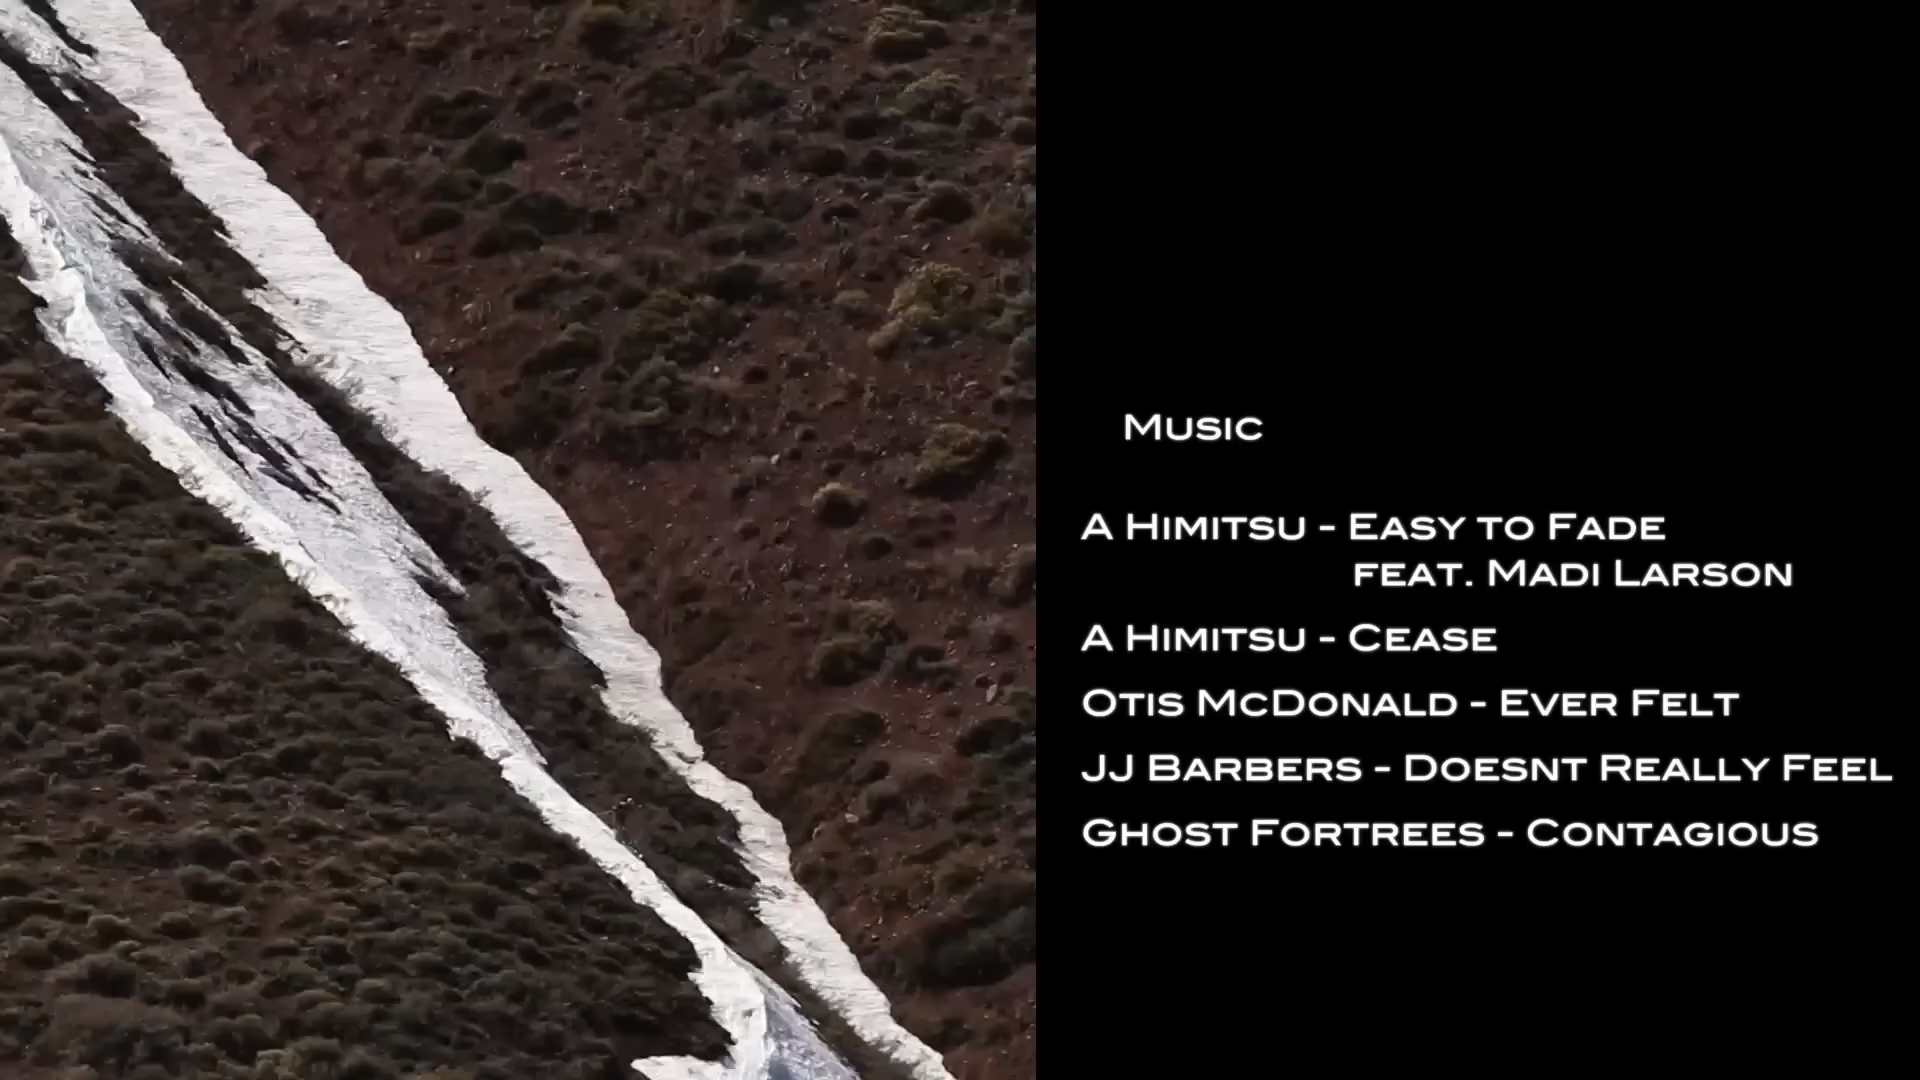 Music
A Himitsu - Easy to Fade
feat. Madi Larson
A Himitsu - Cease
Otis McDonald - Ever Felt
JJ Barbers - Doesnt Really Feel
Ghost Fortrees - Contagious